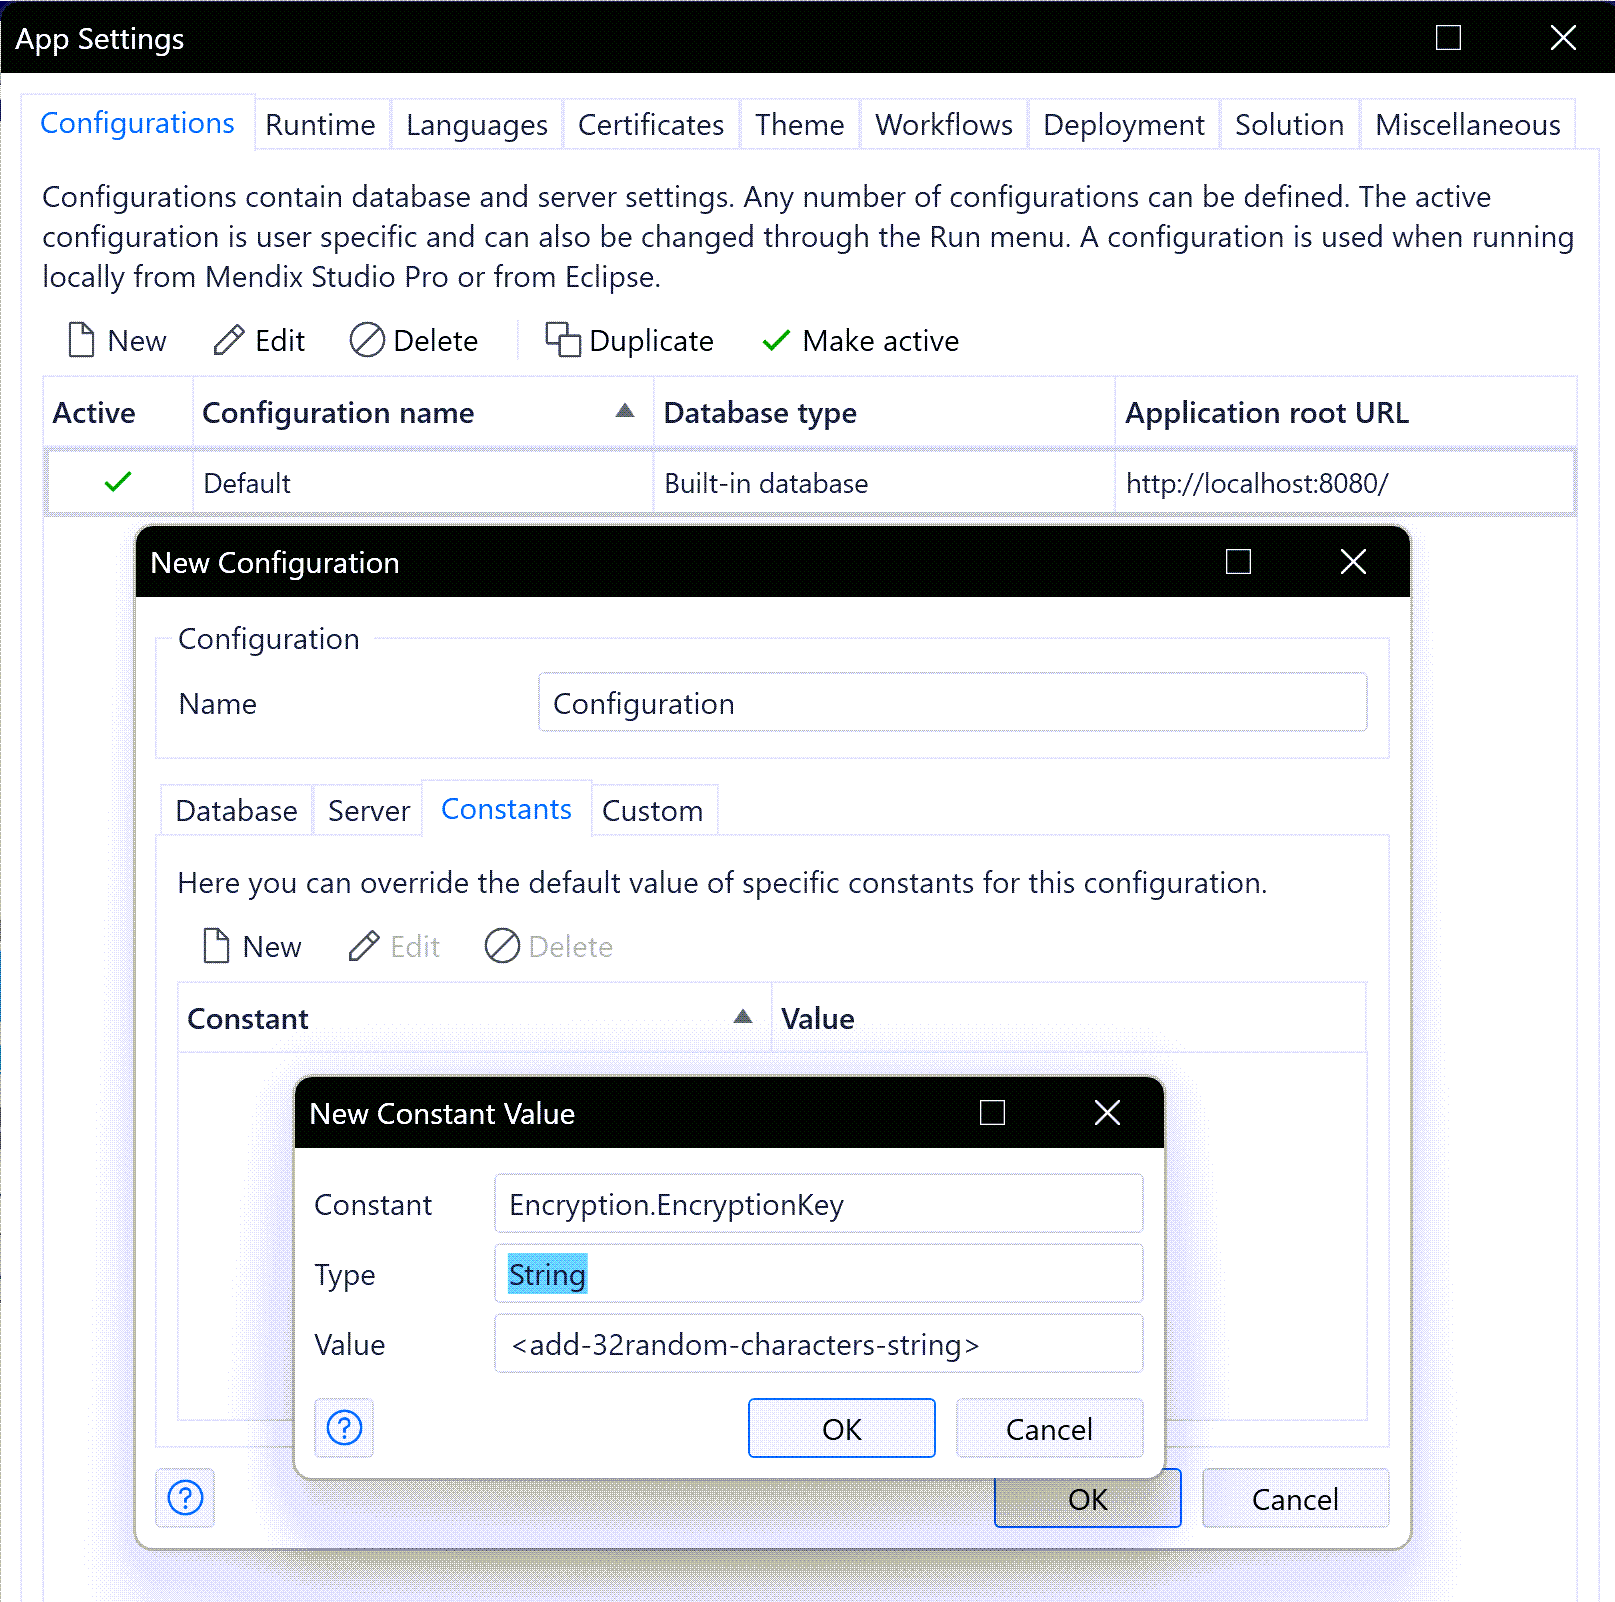 App Settings
Configurations Runtime Languages Certificates Theme Workflows Deployment Solution Miscellaneous
Configurations contain database and server settings. Any number of configurations can be defined. The active
configuration is user specific and can also be changed through the Run menu. A configuration is used when running
locally from Mendix Studio Pro or from Eclipse.
New Edit Delete Duplicate Make active
Active Configuration name Database type Application root URL
Default Built-in database http://localhost:8080/
New Configuration
Configuration
Name Configuration
Database Server Constants Custom
Here you can override the default value of specific constants for this configuration.
New Edit Delete
Constant Value
New Constant Value
Constant Encryption.EncryptionKey
Type String
Value <add-32random-characters-string>
? OK Cancel
? OK Cancel